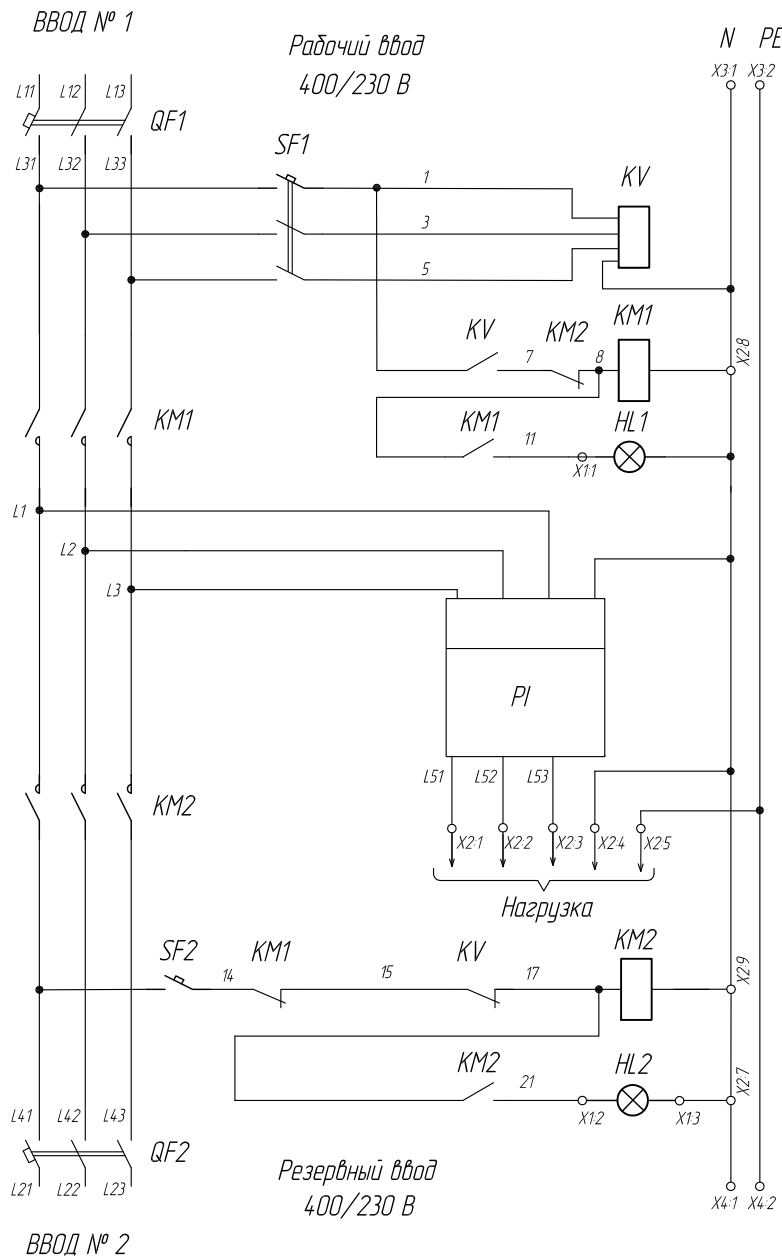 ВВОД № 1
Рабочий ввод
400/230 В
N PE
X3:1 X3:2
L11 L12 L13
QF1
L31 L32 L33
SF1
1
KV
3
5
KV
7
KM2
8
KM1
X2:8
KM1
KM1
11
X1:1
HL1
L1
L2
L3
PI
L51 L52 L53
KM2
X2:1 X2:2 X2:3 X2:4 X2:5
Нагрузка
SF2
14
KM1
15
KV
17
KM2
X2:9
KM2
21
HL2
X2:7
X1:2 X1:3
L41 L42 L43
QF2
L21 L22 L23
Резервный ввод
400/230 В
X4:1 X4:2
ВВОД № 2